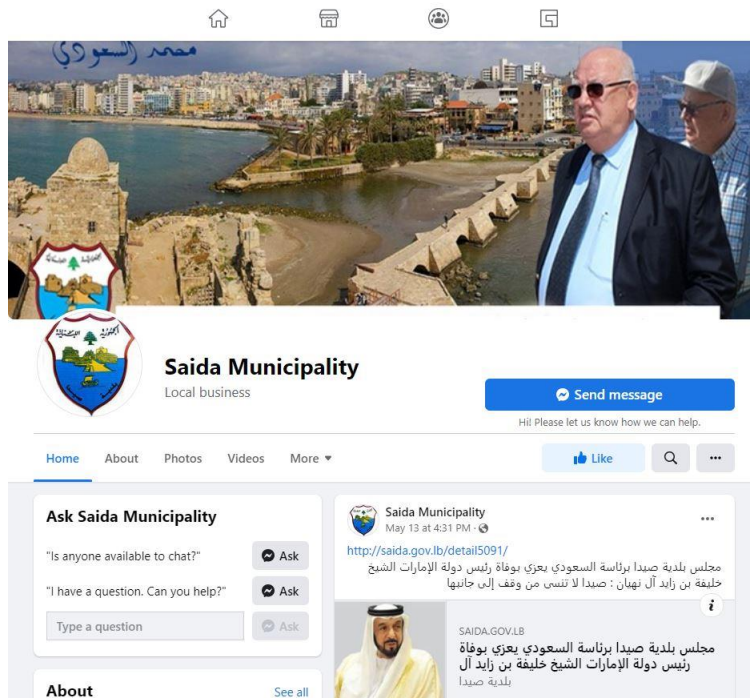 محمد السعودي
Saida Municipality
Local business
Send message
Hi! Please let us know how we can help.
Home About Photos Videos More
Like
Ask Saida Municipality
"Is anyone available to chat?" Ask
"I have a question. Can you help?" Ask
Type a question Ask
About See all
Saida Municipality
May 13 at 4:31 PM ·
http://saida.gov.lb/detail5091/
مجلس بلدية صيدا برئاسة السعودي يعزي بوفاة رئيس دولة الإمارات الشيخ
خليفة بن زايد آل نهيان : صيدا لا تنسى من وقف إلى جانبها
SAIDA.GOV.LB
مجلس بلدية صيدا برئاسة السعودي يعزي بوفاة
رئيس دولة الإمارات الشيخ خليفة بن زايد آل
بلدية صيدا